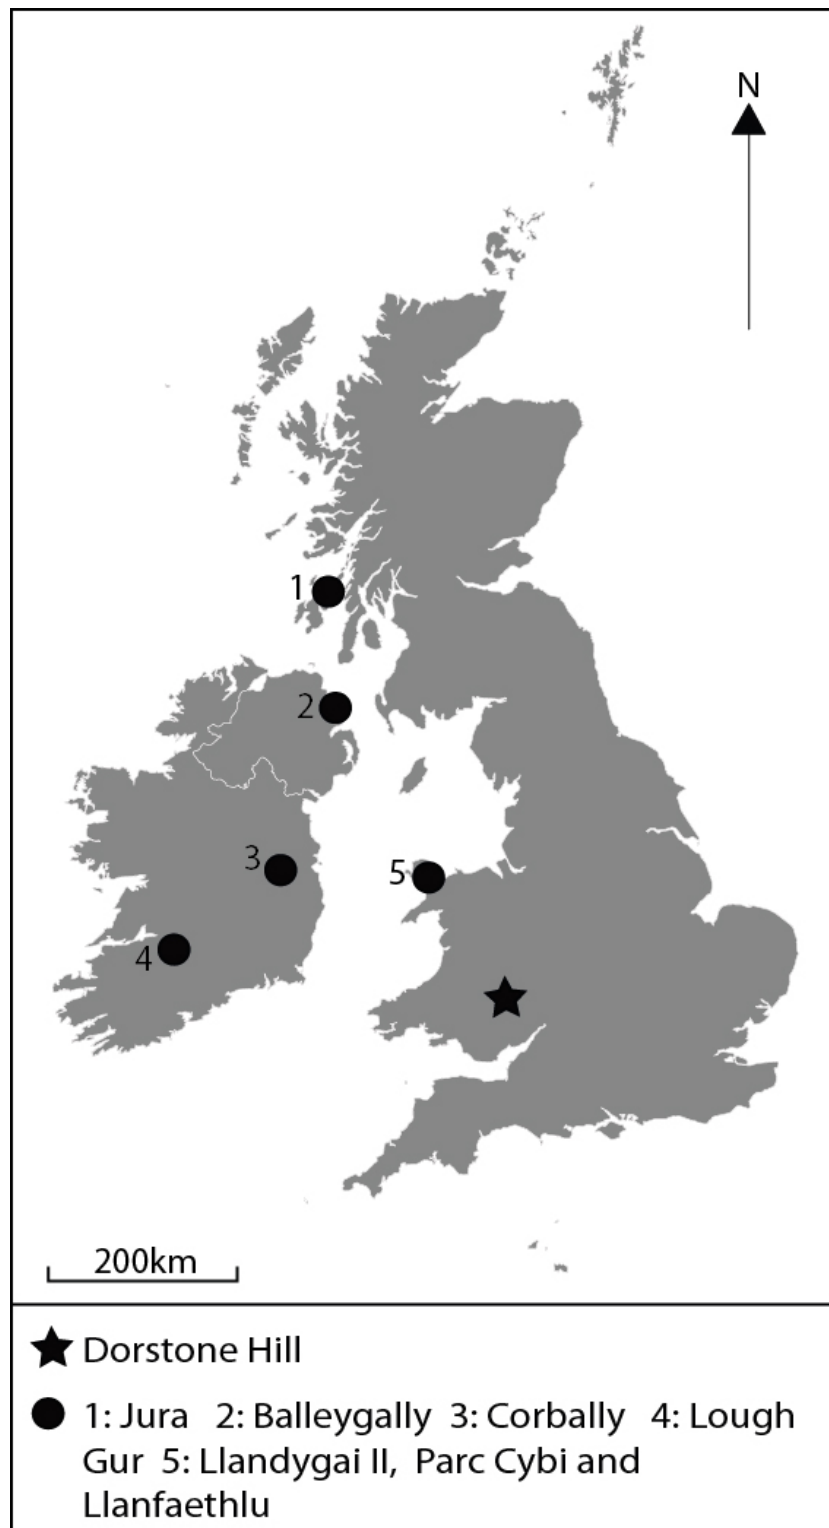 N
1
2
3
5
4
200km
Dorstone Hill
1: Jura 2: Balleygally 3: Corbally 4: Lough
Gur 5: Llandygai II, Parc Cybi and
Llanfaethlu